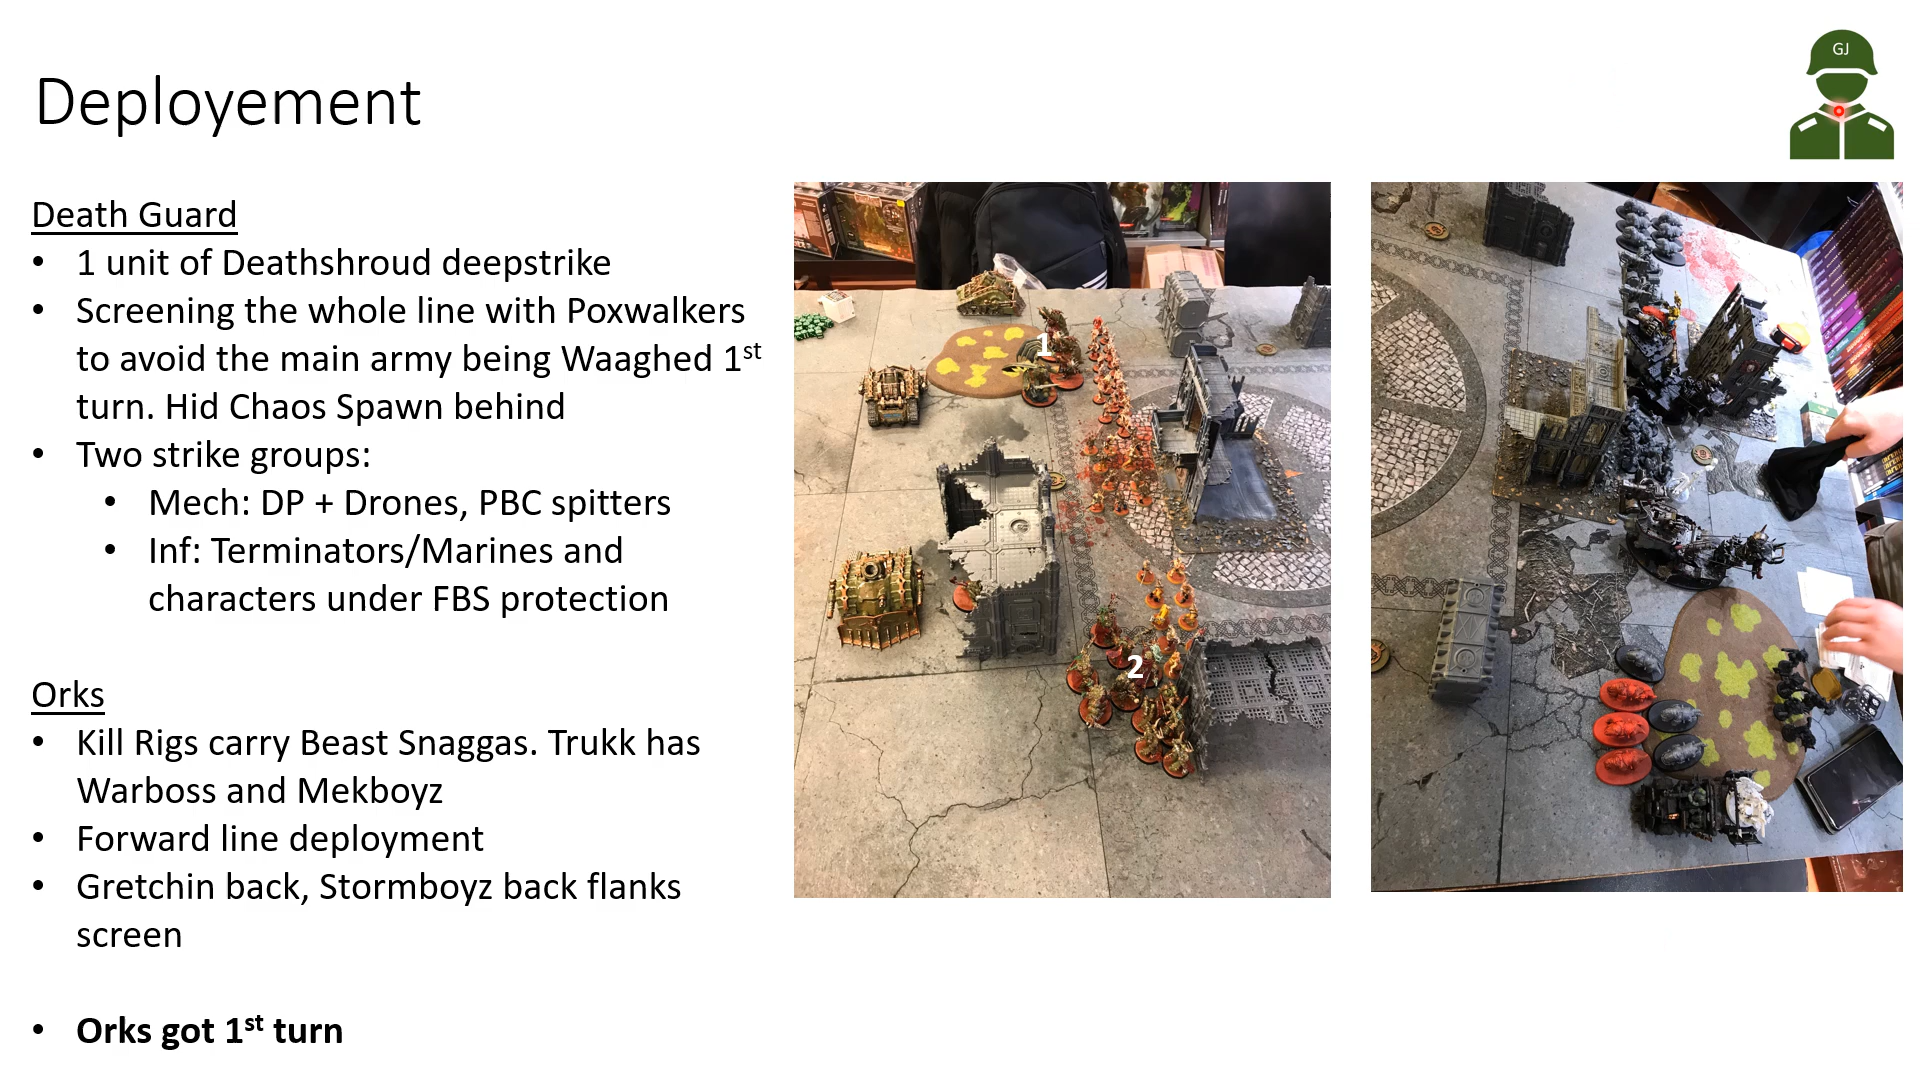 GJ
Deployement
Death Guard
• 1 unit of Deathshroud deepstrike
• Screening the whole line with Poxwalkers
to avoid the main army being Waaghed 1st
turn. Hid Chaos Spawn behind
• Two strike groups:
• Mech: DP + Drones, PBC spitters
• Inf: Terminators/Marines and
characters under FBS protection
Orks
• Kill Rigs carry Beast Snaggas. Trukk has
Warboss and Mekboyz
• Forward line deployment
• Gretchin back, Stormboyz back flanks
screen
• Orks got 1st turn
1
2